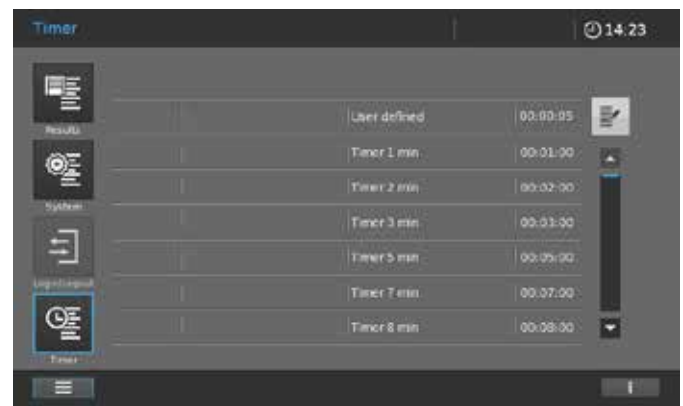 Timer
14:23
Results
User defined 00:00:05
Timer 1 min 00:01:00
System
Timer 2 min 00:02:00
Timer 3 min 00:03:00
Timer 5 min 00:05:00
Login/Logout
Timer 7 min 00:07:00
Timer 8 min 00:08:00
Timer
i